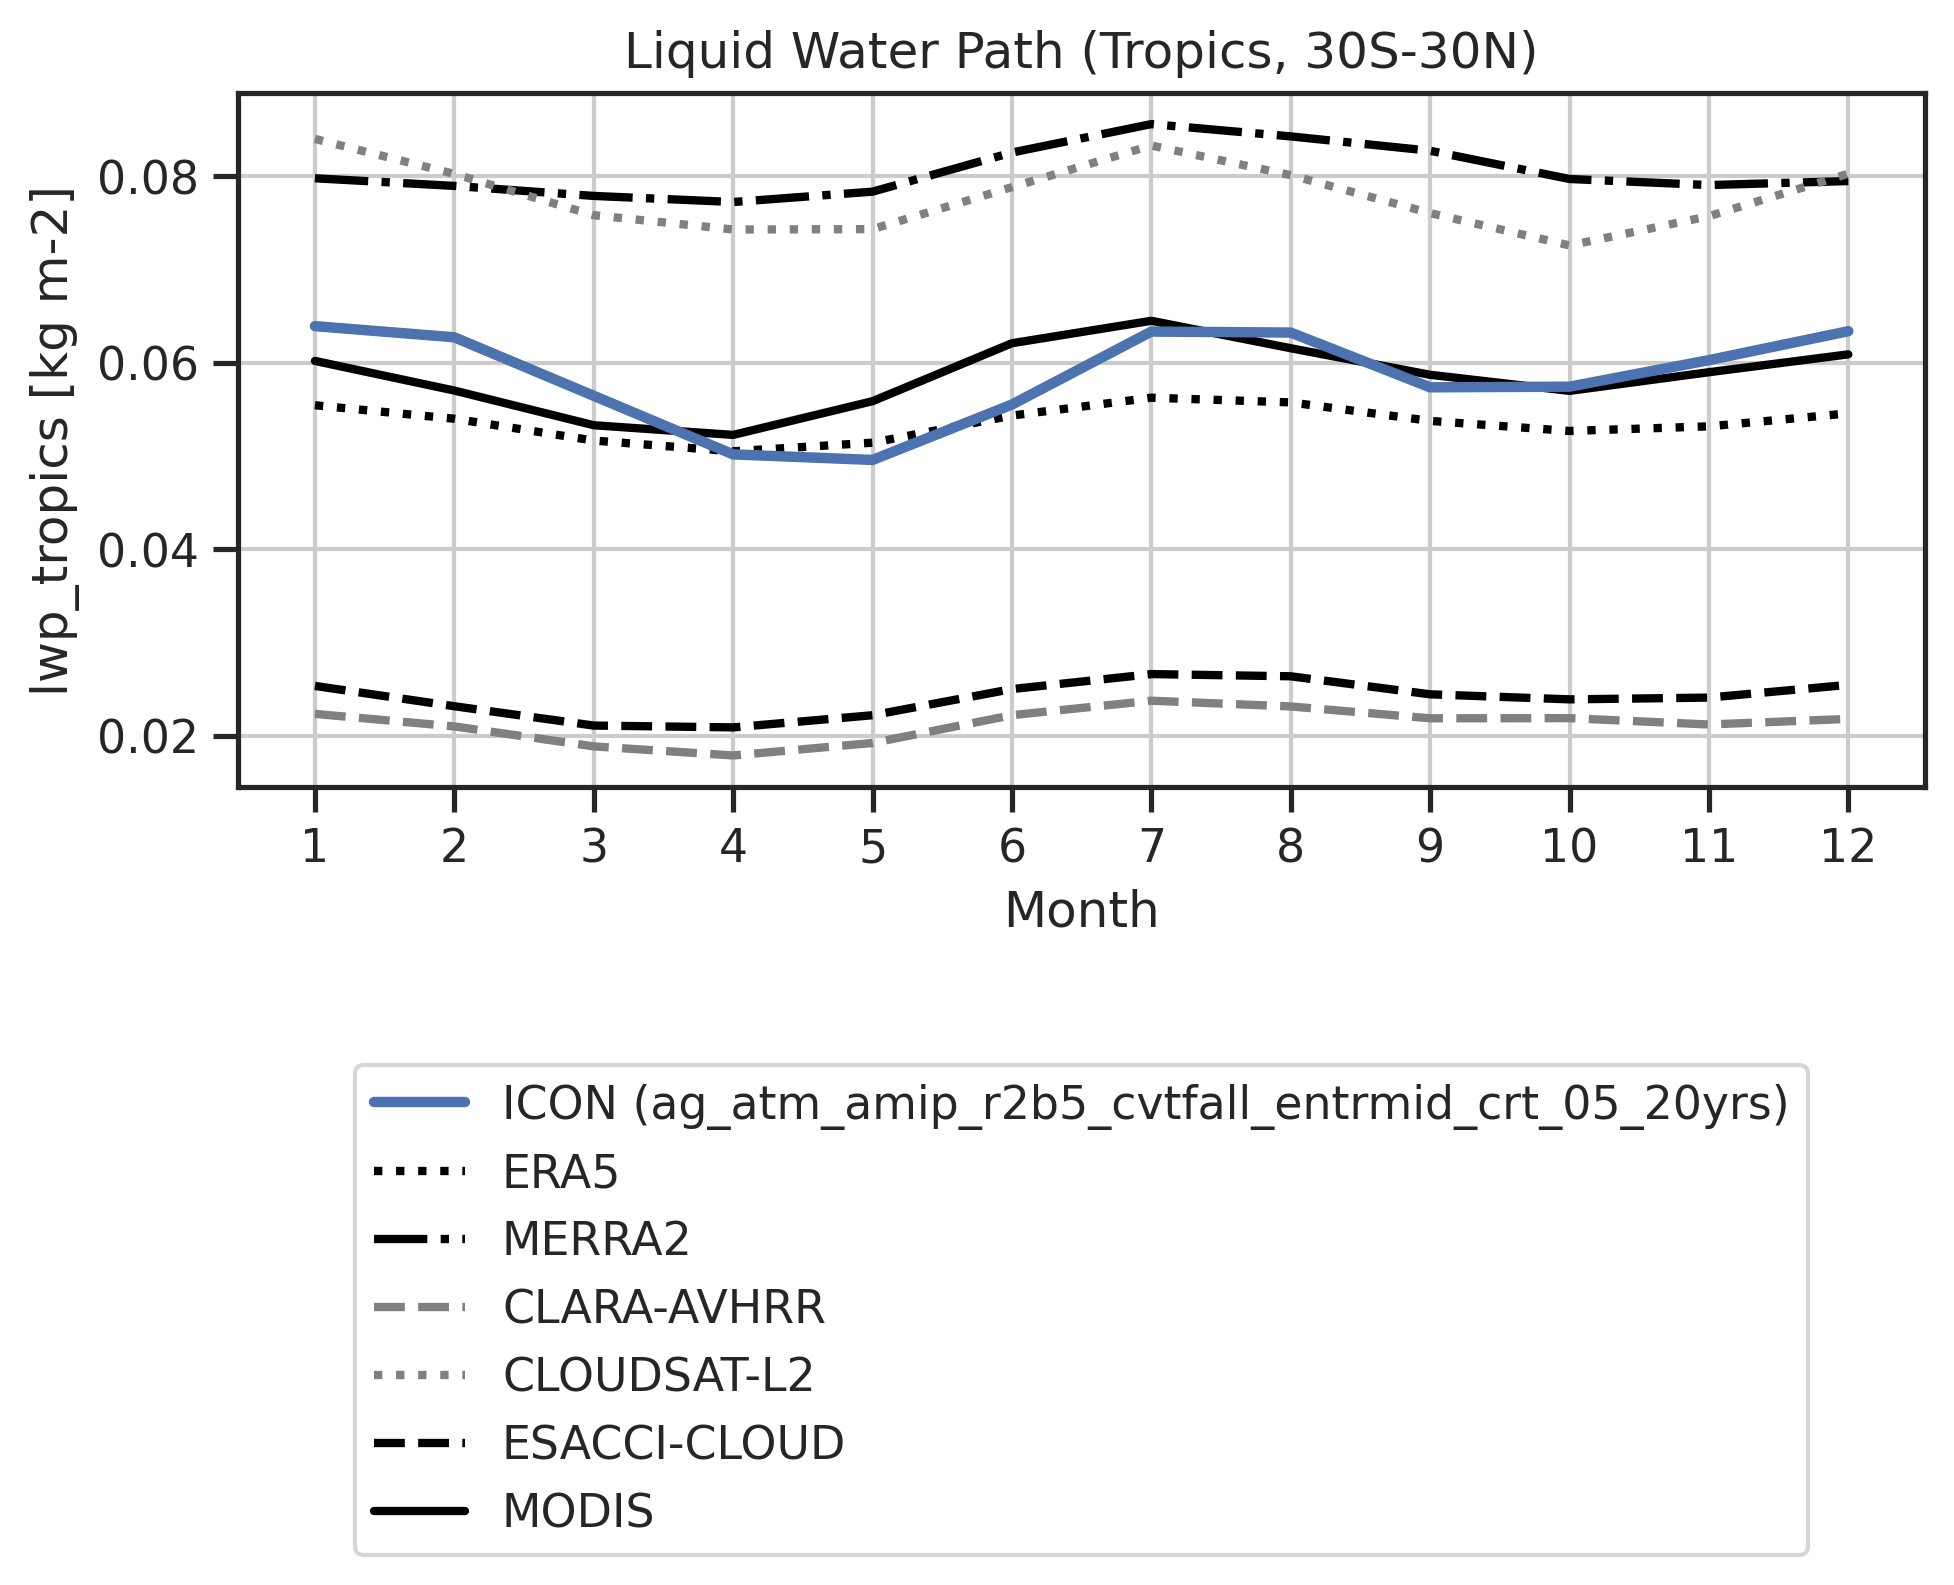 Liquid Water Path (Tropics, 30S-30N)
lwp_tropics [kg m-2]
0.08
0.06
0.04
0.02
1 2 3 4 5 6 7 8 9 10 11 12
Month
ICON (ag_atm_amip_r2b5_cvtfall_entrmid_crt_05_20yrs)
ERA5
MERRA2
CLARA-AVHRR
CLOUDSAT-L2
ESACCI-CLOUD
MODIS